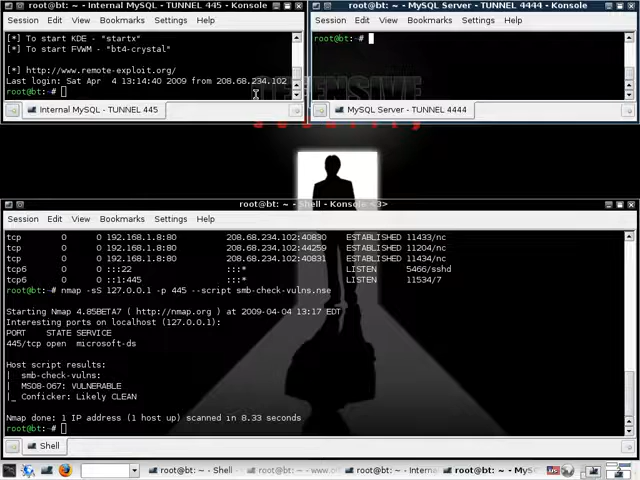 root@bt: ~ - Internal MySQL - TUNNEL 445 - Konsole
Session Edit View Bookmarks Settings Help
[*] To start KDE - "startx"
[*] To start FVWM - "bt4-crystal"
[*] http://www.remote-exploit.org/
Last login: Sat Apr  4 13:14:40 2009 from 208.68.234.102
root@bt:~#
Internal MySQL - TUNNEL 445
root@bt: ~ - MySQL Server - TUNNEL 4444 - Konsole
Session Edit View Bookmarks Settings Help
root@bt:~#
MySQL Server - TUNNEL 4444
root@bt: ~ - Shell - Konsole <3>
Session Edit View Bookmarks Settings Help
tcp 0 0 192.168.1.8:80 208.68.234.102:40830 ESTABLISHED 11433/nc
tcp 0 0 192.168.1.8:80 208.68.234.102:44259 ESTABLISHED 11204/nc
tcp 0 0 192.168.1.8:80 208.68.234.102:40831 ESTABLISHED 11434/nc
tcp6 0 0 :::22 :::* LISTEN 5466/sshd
tcp6 0 0 ::1:445 :::* LISTEN 11534/7
root@bt:~# nmap -sS 127.0.0.1 -p 445 --script smb-check-vulns.nse
Starting Nmap 4.85BETA7 ( http://nmap.org ) at 2009-04-04 13:17 EDT
Interesting ports on localhost (127.0.0.1):
PORT STATE SERVICE
445/tcp open microsoft-ds
Host script results:
| smb-check-vulns:
| MS08-067: VULNERABLE
|_ Conficker: Likely CLEAN
Nmap done: 1 IP address (1 host up) scanned in 8.33 seconds
root@bt:~#
Shell
root@bt: ~ - Shell
root@bt: ~ - www.or
root@bt: ~ - Interna
root@bt: ~ - MySQ